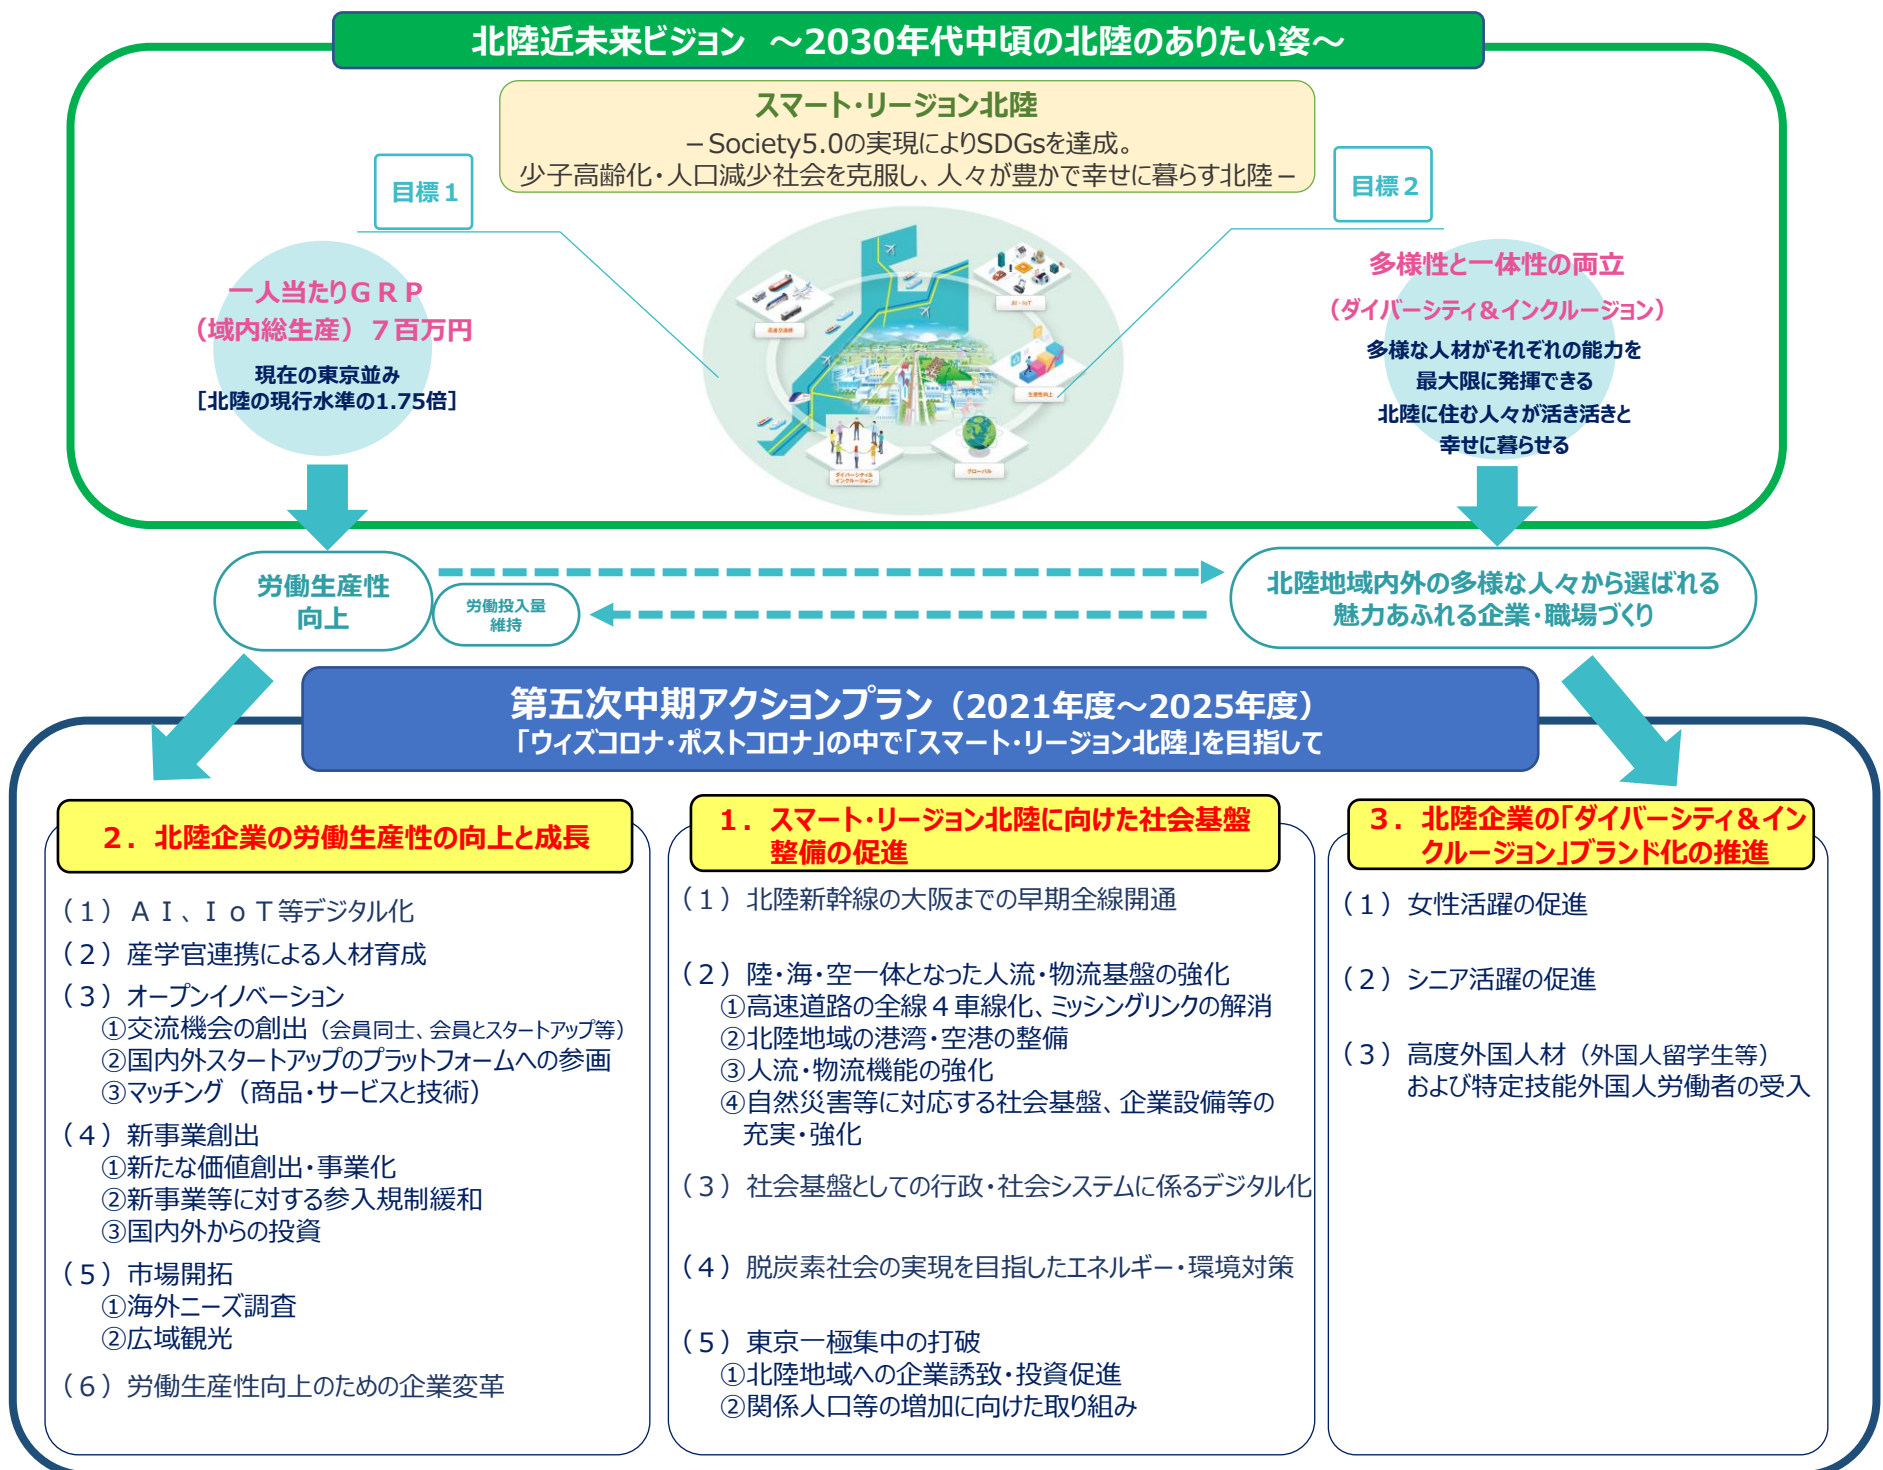 北陸近未来ビジョン ～2030年代中頃の北陸のありたい姿～
スマート・リージョン北陸
－Society5.0の実現によりSDGsを達成。
少子高齢化・人口減少社会を克服し、人々が豊かで幸せに暮らす北陸－
目標１
目標２
一人当たりＧＲＰ
（域内総生産）７百万円
現在の東京並み
［北陸の現行水準の1.75倍］
高速交通網
AI・IoT
生産性向上
グローバル
ダイバーシティ&
インクルージョン
多様性と一体性の両立
（ダイバーシティ&インクルージョン）
多様な人材がそれぞれの能力を
最大限に発揮できる
北陸に住む人々が活き活きと
幸せに暮らせる
労働生産性
向上
労働投入量
維持
北陸地域内外の多様な人々から選ばれる
魅力あふれる企業・職場づくり
第五次中期アクションプラン（2021年度～2025年度）
「ウィズコロナ・ポストコロナ」の中で「スマート・リージョン北陸」を目指して
２．北陸企業の労働生産性の向上と成長
（１）ＡＩ、ＩｏＴ等デジタル化
（２）産学官連携による人材育成
（３）オープンイノベーション
①交流機会の創出（会員同士、会員とスタートアップ等）
②国内外スタートアップのプラットフォームへの参画
③マッチング（商品・サービスと技術）
（４）新事業創出
①新たな価値創出・事業化
②新事業等に対する参入規制緩和
③国内外からの投資
（５）市場開拓
①海外ニーズ調査
②広域観光
（６）労働生産性向上のための企業変革
１．スマート・リージョン北陸に向けた社会基盤
整備の促進
（１）北陸新幹線の大阪までの早期全線開通
（２）陸・海・空一体となった人流・物流基盤の強化
①高速道路の全線４車線化、ミッシングリンクの解消
②北陸地域の港湾・空港の整備
③人流・物流機能の強化
④自然災害等に対応する社会基盤、企業設備等の
充実・強化
（３）社会基盤としての行政・社会システムに係るデジタル化
（４）脱炭素社会の実現を目指したエネルギー・環境対策
（５）東京一極集中の打破
①北陸地域への企業誘致・投資促進
②関係人口等の増加に向けた取り組み
３．北陸企業の「ダイバーシティ&イン
クルージョン」ブランド化の推進
（１）女性活躍の促進
（２）シニア活躍の促進
（３）高度外国人材（外国人留学生等）
および特定技能外国人労働者の受入